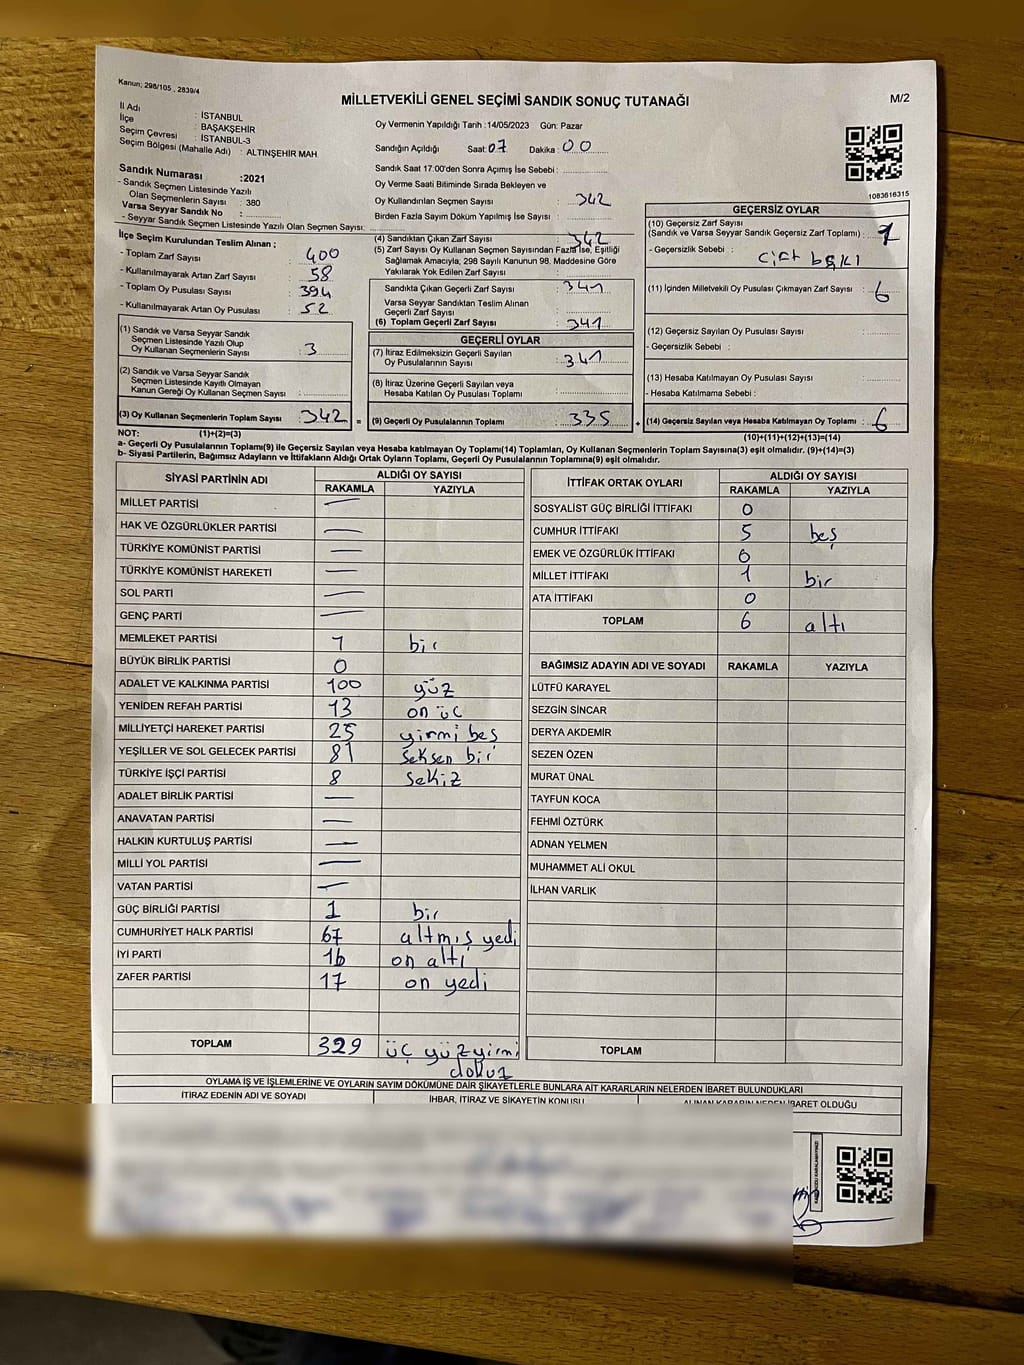 Kanun; 298/105 , 2839/4
MİLLETVEKİLİ GENEL SEÇİMİ SANDIK SONUÇ TUTANAĞI
M/2
İl Adı : İSTANBUL
İlçe : BAŞAKŞEHİR
Seçim Çevresi : İSTANBUL-3
Seçim Bölgesi (Mahalle Adı) : ALTINŞEHİR MAH
Sandık Numarası :2021
- Sandık Seçmen Listesinde Yazılı
Olan Seçmenlerin Sayısı : 380
Varsa Seyyar Sandık No :
- Seyyar Sandık Seçmen Listesinde Yazılı Olan Seçmen Sayısı:
Oy Vermenin Yapıldığı Tarih :14/05/2023 Gün: Pazar
Sandığın Açıldığı Saat: 07 Dakika : 00
Sandık Saat 17.00'den Sonra Açılmış İse Sebebi :
Oy Verme Saati Bitiminde Sırada Bekleyen ve
Oy Kullandırılan Seçmen Sayısı : 342
Birden Fazla Sayım Döküm Yapılmış İse Sayısı :
1083616315
İlçe Seçim Kurulundan Teslim Alınan ;
- Toplam Zarf Sayısı : 400
- Kullanılmayarak Artan Zarf Sayısı : 58
- Toplam Oy Pusulası Sayısı : 394
- Kullanılmayarak Artan Oy Pusulası : 52
(1) Sandık ve Varsa Seyyar Sandık
Seçmen Listesinde Yazılı Olup
Oy Kullanan Seçmenlerin Sayısı : 3
(2) Sandık ve Varsa Seyyar Sandık
Seçmen Listesinde Kayıtlı Olmayan
Kanun Gereği Oy Kullanan Seçmen Sayısı :
(3) Oy Kullanan Seçmenlerin Toplam Sayısı : 342 =
(4) Sandıktan Çıkan Zarf Sayısı : 342
(5) Zarf Sayısı Oy Kullanan Seçmen Sayısından Fazla İse, Eşitliği
Sağlamak Amacıyla, 298 Sayılı Kanunun 98. Maddesine Göre
Yakılarak Yok Edilen Zarf Sayısı :
Sandıkta Çıkan Geçerli Zarf Sayısı : 341
Varsa Seyyar Sandıktan Teslim Alınan
Geçerli Zarf Sayısı :
(6) Toplam Geçerli Zarf Sayısı : 341
GEÇERLİ OYLAR
(7) İtiraz Edilmeksizin Geçerli Sayılan
Oy Pusulalarının Sayısı : 341
(8) İtiraz Üzerine Geçerli Sayılan veya
Hesaba Katılan Oy Pusulası Toplamı :
(9) Geçerli Oy Pusulalarının Toplamı : 335 +
GEÇERSİZ OYLAR
(10) Geçersiz Zarf Sayısı
(Sandık ve Varsa Seyyar Sandık Geçersiz Zarf Toplamı) : 1
- Geçersizlik Sebebi : çift baskı
(11) İçinden Milletvekili Oy Pusulası Çıkmayan Zarf Sayısı : 6
(12) Geçersiz Sayılan Oy Pusulası Sayısı :
- Geçersizlik Sebebi :
(13) Hesaba Katılmayan Oy Pusulası Sayısı :
- Hesaba Katılmama Sebebi :
(14) Geçersiz Sayılan veya Hesaba Katılmayan Oy Toplamı : 6
NOT: (1)+(2)=(3)
(10)+(11)+(12)+(13)=(14)
a- Geçerli Oy Pusulalarının Toplamı(9) ile Geçersiz Sayılan veya Hesaba katılmayan Oy Toplamı(14) Toplamları, Oy Kullanan Seçmenlerin Toplam Sayısına(3) eşit olmalıdır. (9)+(14)=(3)
b- Siyasi Partilerin, Bağımsız Adayların ve İttifakların Aldığı Ortak Oyların Toplamı, Geçerli Oy Pusulalarının Toplamına(9) eşit olmalıdır.
SİYASİ PARTİNİN ADI ALDIĞI OY SAYISI
RAKAMLA YAZIYLA
MİLLET PARTİSİ —
HAK VE ÖZGÜRLÜKLER PARTİSİ —
TÜRKİYE KOMÜNİST PARTİSİ —
TÜRKİYE KOMÜNİST HAREKETİ —
SOL PARTİ —
GENÇ PARTİ —
MEMLEKET PARTİSİ 1 bir
BÜYÜK BİRLİK PARTİSİ 0
ADALET VE KALKINMA PARTİSİ 100 yüz
YENİDEN REFAH PARTİSİ 13 on üç
MİLLİYETÇİ HAREKET PARTİSİ 25 yirmi beş
YEŞİLLER VE SOL GELECEK PARTİSİ 81 seksen bir
TÜRKİYE İŞÇİ PARTİSİ 8 sekiz
ADALET BİRLİK PARTİSİ —
ANAVATAN PARTİSİ —
HALKIN KURTULUŞ PARTİSİ —
MİLLİ YOL PARTİSİ —
VATAN PARTİSİ —
GÜÇ BİRLİĞİ PARTİSİ 1 bir
CUMHURİYET HALK PARTİSİ 67 altmış yedi
İYİ PARTİ 16 on altı
ZAFER PARTİSİ 17 on yedi
TOPLAM 329 üç yüz yirmi
dokuz
İTTİFAK ORTAK OYLARI ALDIĞI OY SAYISI
RAKAMLA YAZIYLA
SOSYALİST GÜÇ BİRLİĞİ İTTİFAKI 0
CUMHUR İTTİFAKI 5 beş
EMEK VE ÖZGÜRLÜK İTTİFAKI 0
MİLLET İTTİFAKI 1 bir
ATA İTTİFAKI 0
TOPLAM 6 altı
BAĞIMSIZ ADAYIN ADI VE SOYADI RAKAMLA YAZIYLA
LÜTFÜ KARAYEL
SEZGİN SİNCAR
DERYA AKDEMİR
SEZEN ÖZEN
MURAT ÜNAL
TAYFUN KOCA
FEHMİ ÖZTÜRK
ADNAN YELMEN
MUHAMMET ALİ OKUL
İLHAN VARLIK
TOPLAM
OYLAMA İŞ VE İŞLEMLERİNE VE OYLARIN SAYIM DÖKÜMÜNE DAİR ŞİKAYETLERLE BUNLARA AİT KARARLARIN NELERDEN İBARET BULUNDUKLARI
İTİRAZ EDENİN ADI VE SOYADI İHBAR, İTİRAZ VE ŞİKAYETİN KONUSU ALINAN KARARIN NEDEN İBARET OLDUĞU